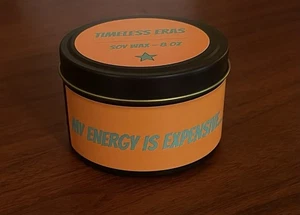 TIMELESS ERAS
SOY WAX - 8 OZ
MY ENERGY IS EXPENSIVE